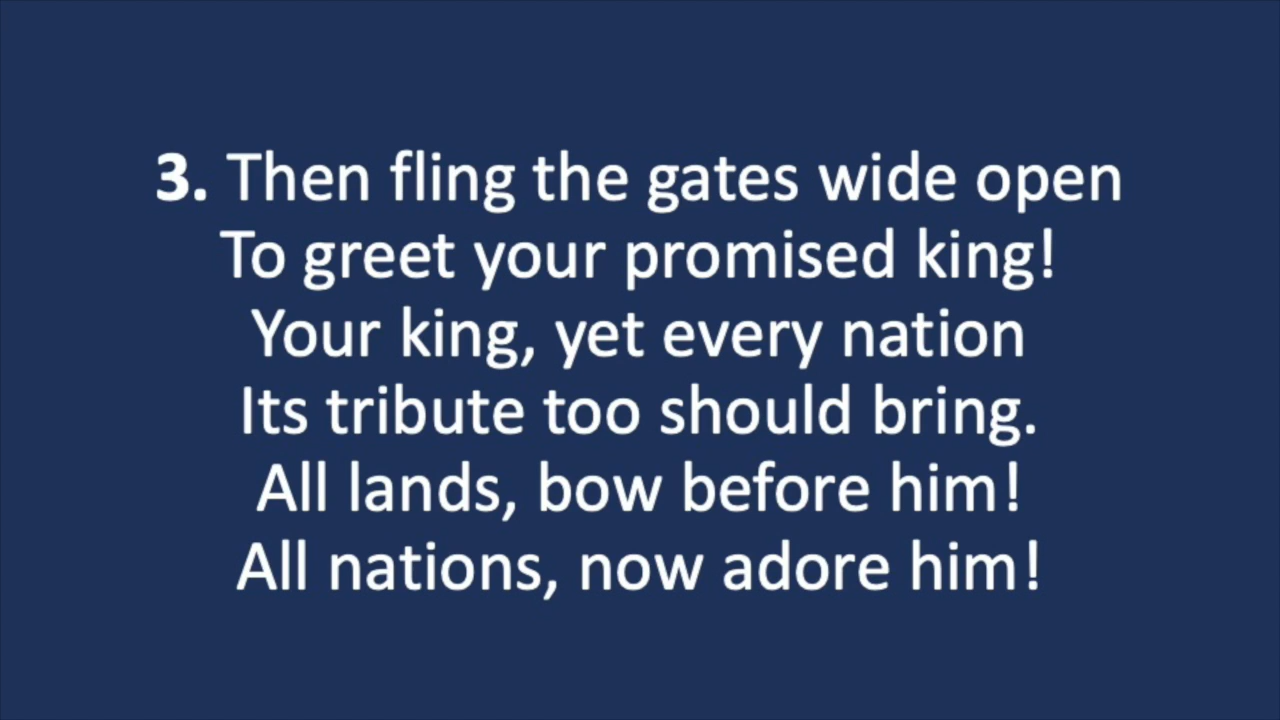 3. Then fling the gates wide open
To greet your promised king!
Your king, yet every nation
Its tribute too should bring.
All lands, bow before him!
All nations, now adore him!